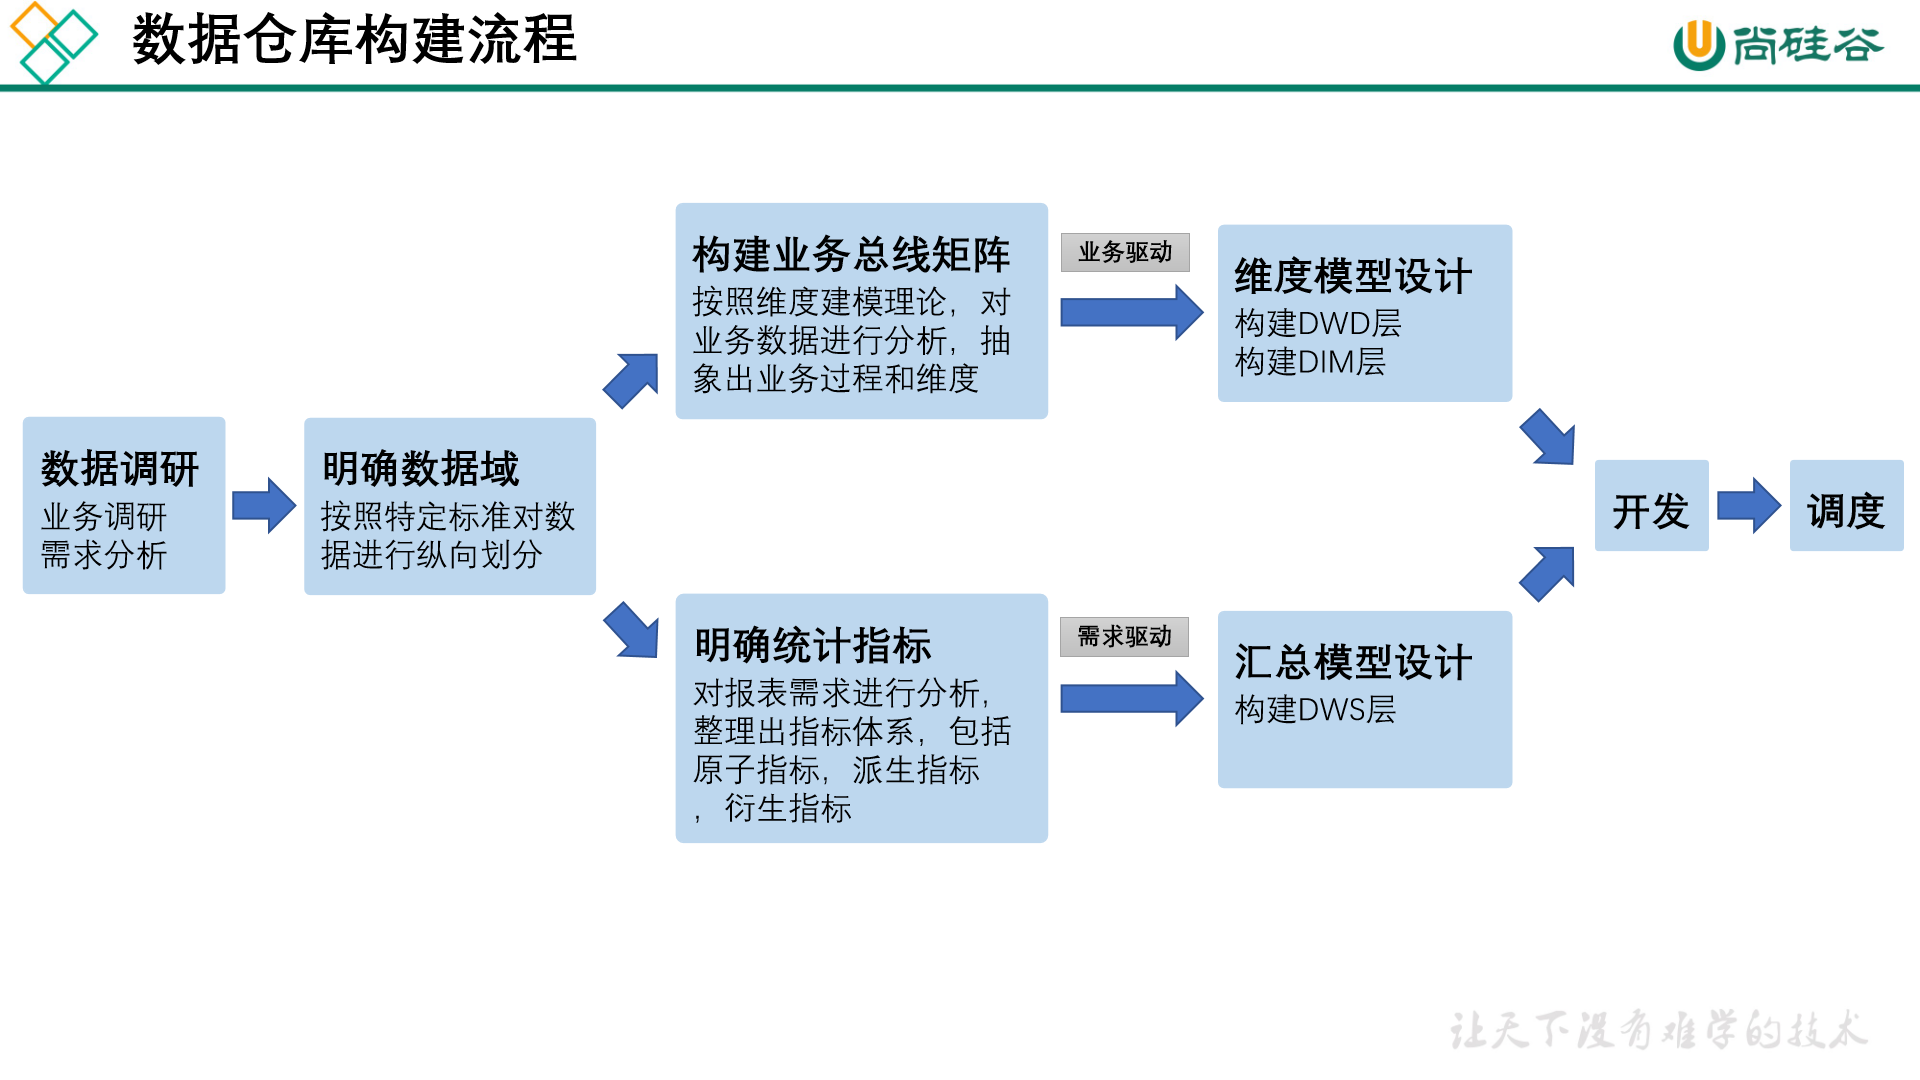 数据仓库构建流程
尚硅谷
数据调研
业务调研
需求分析
明确数据域
按照特定标准对数
据进行纵向划分
构建业务总线矩阵
按照维度建模理论，对
业务数据进行分析，抽
象出业务过程和维度
业务驱动
维度模型设计
构建DWD层
构建DIM层
明确统计指标
对报表需求进行分析，
整理出指标体系，包括
原子指标，派生指标
，衍生指标
需求驱动
汇总模型设计
构建DWS层
开发
调度
让天下没有难学的技术